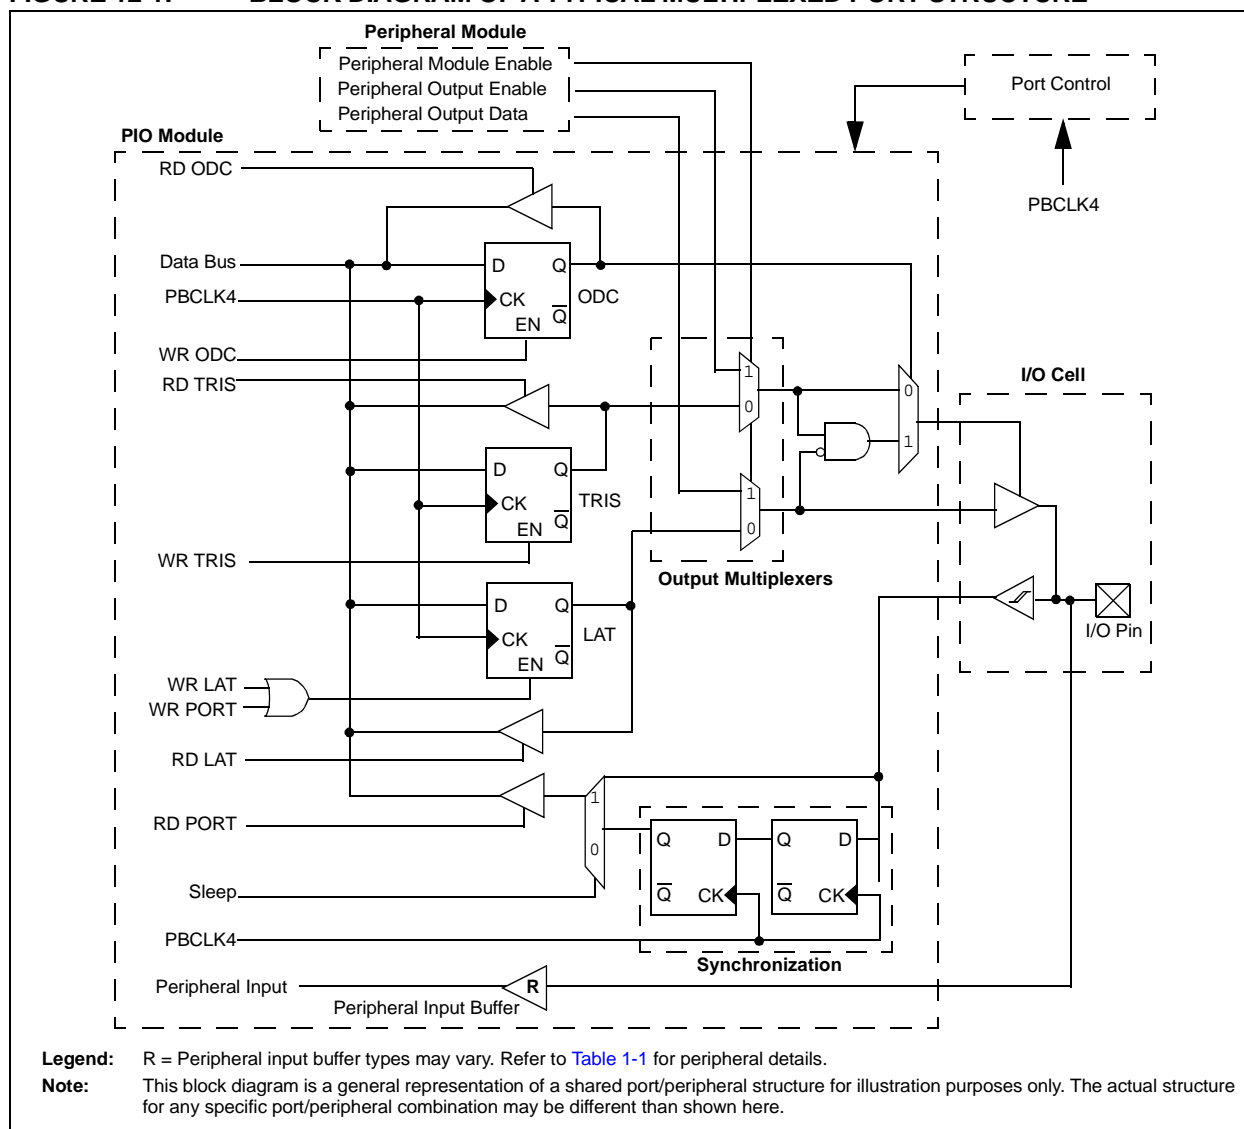 Peripheral Module
Peripheral Module Enable
Peripheral Output Enable
Peripheral Output Data
Port Control
PBCLK4
PIO Module
RD ODC
Data Bus
PBCLK4
WR ODC
D Q
CK
EN Q
ODC
RD TRIS
1
0
0
1
I/O Cell
D Q
CK
EN Q
TRIS
WR TRIS
1
0
Output Multiplexers
D Q
CK
EN Q
LAT
I/O Pin
WR LAT
WR PORT
RD LAT
RD PORT
1
0
Q D
Q CK
Q D
Q CK
Sleep
PBCLK4
Synchronization
Peripheral Input
R
Peripheral Input Buffer
Legend: R = Peripheral input buffer types may vary. Refer to Table 1-1 for peripheral details.
Note: This block diagram is a general representation of a shared port/peripheral structure for illustration purposes only. The actual structure
for any specific port/peripheral combination may be different than shown here.